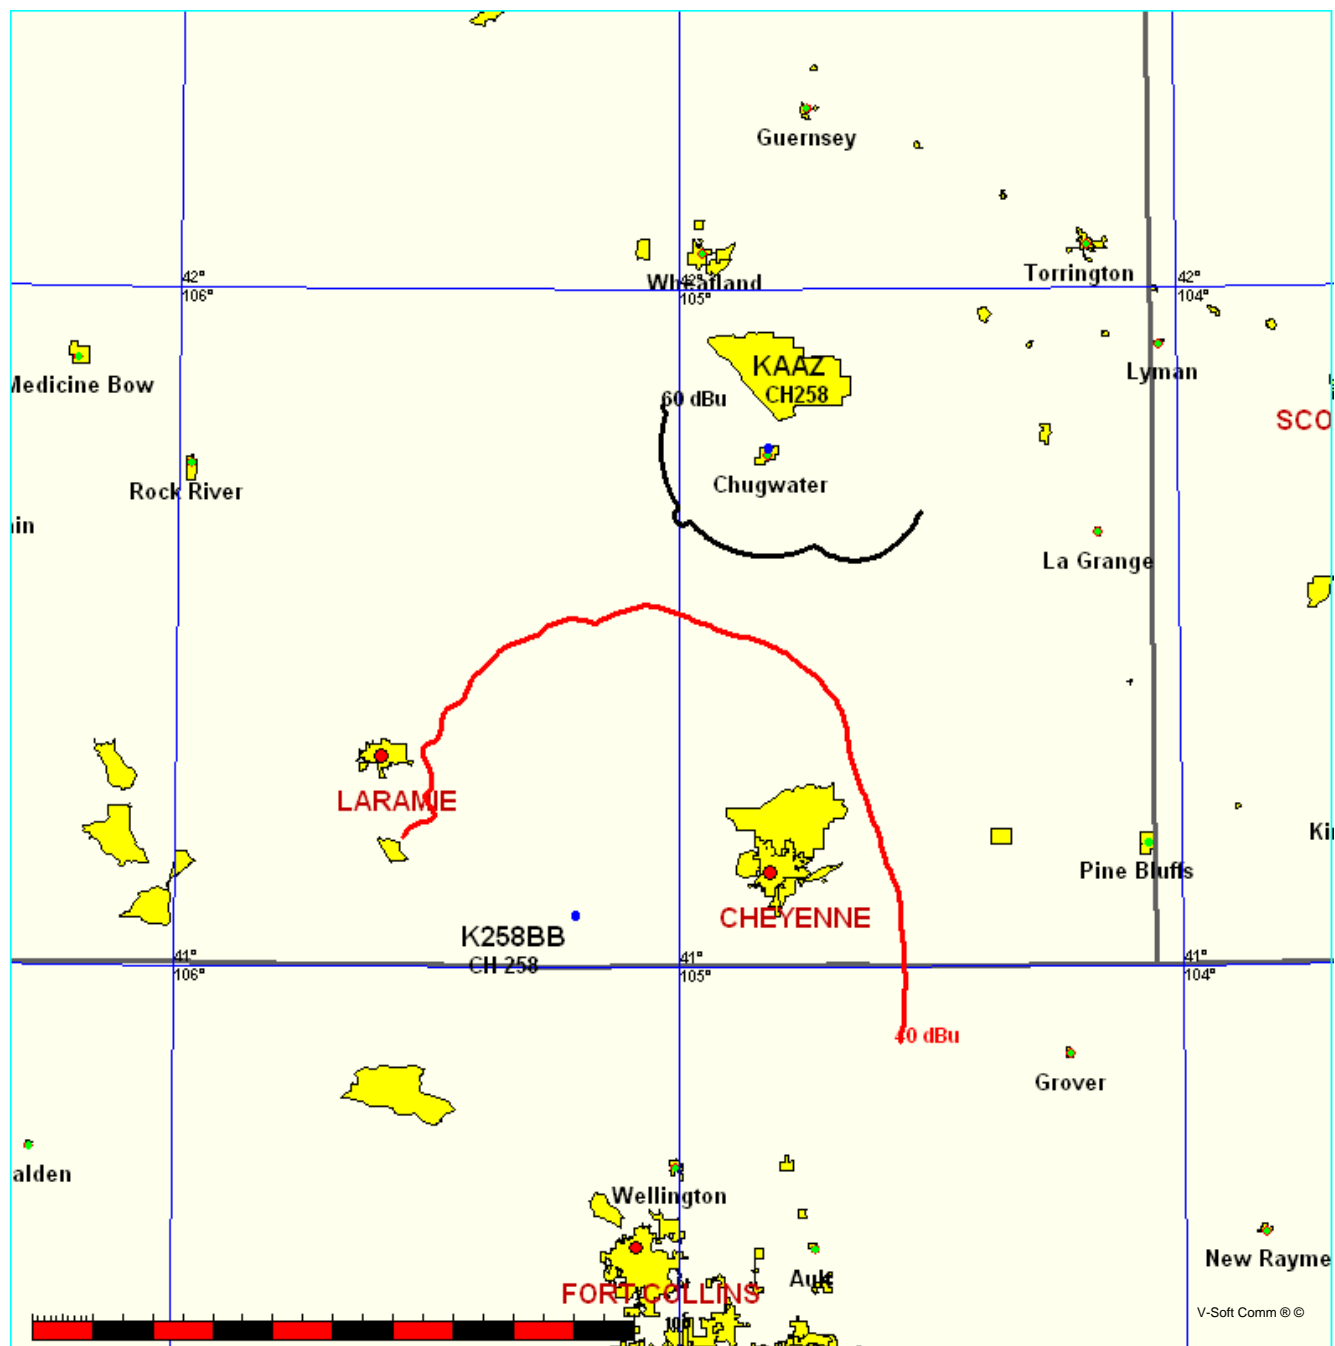 Guernsey
Torrington
Wheatland
42°
106°
105°
42°
104°
Medicine Bow
KAAZ
CH258
60 dBu
Lyman
SCO
Rock River
Chugwater
in
La Grange
LARAMIE
CHEYENNE
Pine Bluffs
Ki
K258BB
CH 258
41°
106°
41°
105°
41°
104°
40 dBu
Grover
alden
Wellington
New Rayme
FORT COLLINS
V-Soft Comm ® ©